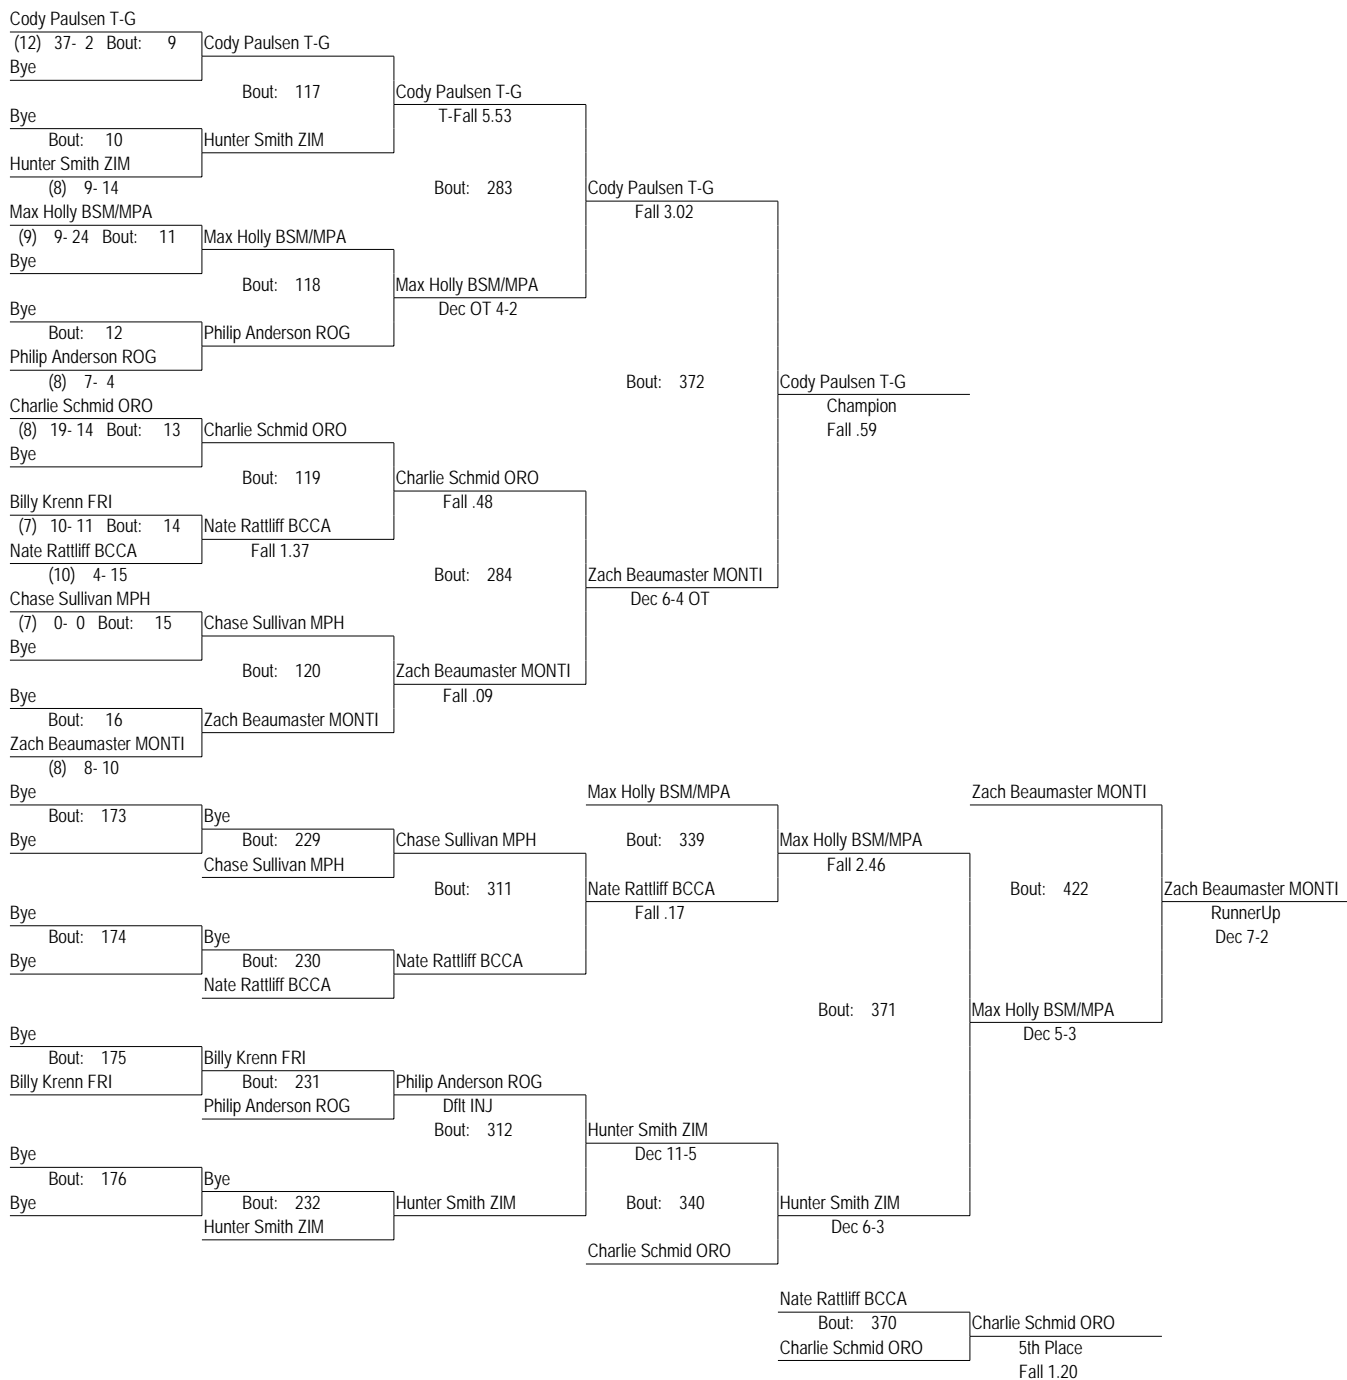 Cody Paulsen T-G
(12) 37- 2 Bout: 9 Cody Paulsen T-G
Bye
Bout: 117 Cody Paulsen T-G
Bye T-Fall 5.53
Bout: 10 Hunter Smith ZIM
Hunter Smith ZIM
(8) 9- 14 Bout: 283 Cody Paulsen T-G
Max Holly BSM/MPA Fall 3.02
(9) 9- 24 Bout: 11 Max Holly BSM/MPA
Bye
Bout: 118 Max Holly BSM/MPA
Bye Dec OT 4-2
Bout: 12 Philip Anderson ROG
Philip Anderson ROG
(8) 7- 4 Bout: 372 Cody Paulsen T-G
Charlie Schmid ORO Champion
(8) 19- 14 Bout: 13 Charlie Schmid ORO Fall .59
Bye
Bout: 119 Charlie Schmid ORO
Billy Krenn FRI Fall .48
(7) 10- 11 Bout: 14 Nate Rattliff BCCA
Nate Rattliff BCCA Fall 1.37
(10) 4- 15 Bout: 284 Zach Beaumaster MONTI
Chase Sullivan MPH Dec 6-4 OT
(7) 0- 0 Bout: 15 Chase Sullivan MPH
Bye
Bout: 120 Zach Beaumaster MONTI
Bye Fall .09
Bout: 16 Zach Beaumaster MONTI
Zach Beaumaster MONTI
(8) 8- 10
Bye Max Holly BSM/MPA Zach Beaumaster MONTI
Bout: 173 Bye
Bye Bout: 229 Chase Sullivan MPH Bout: 339 Max Holly BSM/MPA
Chase Sullivan MPH Fall 2.46
Bout: 311 Nate Rattliff BCCA Bout: 422 Zach Beaumaster MONTI
Bye Fall .17 RunnerUp
Bout: 174 Bye Dec 7-2
Bye Bout: 230 Nate Rattliff BCCA
Nate Rattliff BCCA
Bout: 371 Max Holly BSM/MPA
Bye Dec 5-3
Bout: 175 Billy Krenn FRI
Billy Krenn FRI Bout: 231 Philip Anderson ROG
Philip Anderson ROG Dflt INJ
Bout: 312 Hunter Smith ZIM
Bye Dec 11-5
Bout: 176 Bye
Bye Bout: 232 Hunter Smith ZIM Bout: 340 Hunter Smith ZIM
Hunter Smith ZIM Dec 6-3
Charlie Schmid ORO
Nate Rattliff BCCA
Bout: 370 Charlie Schmid ORO
Charlie Schmid ORO 5th Place
Fall 1.20